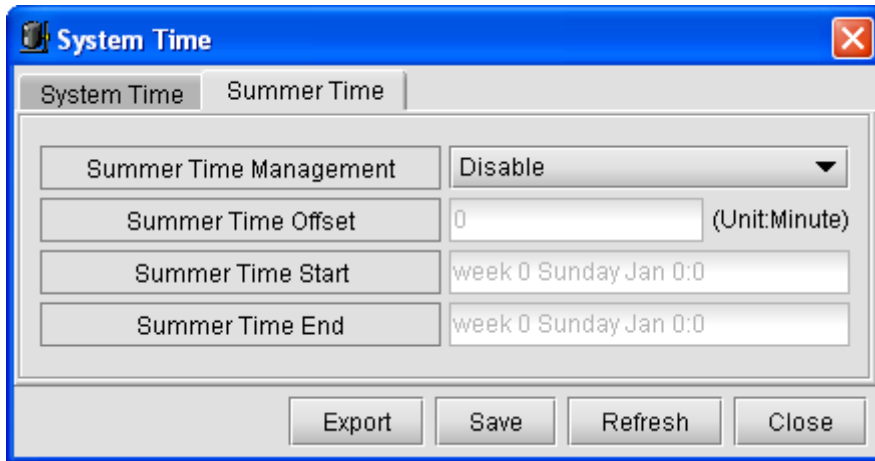 System Time
System Time Summer Time
Summer Time Management Disable
Summer Time Offset 0 (Unit:Minute)
Summer Time Start week 0 Sunday Jan 0:0
Summer Time End week 0 Sunday Jan 0:0
Export Save Refresh Close